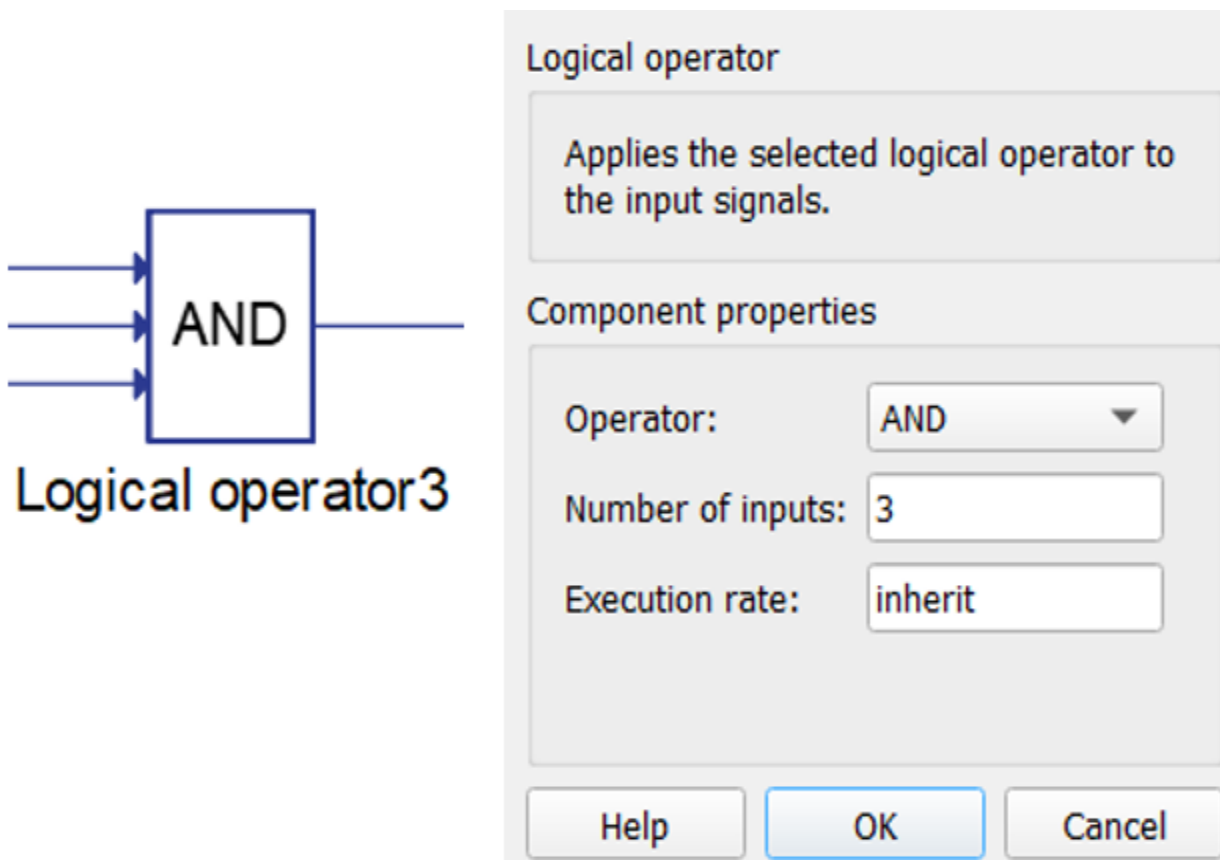 AND
Logical operator3
Logical operator
Applies the selected logical operator to
the input signals.
Component properties
Operator: AND
Number of inputs: 3
Execution rate: inherit
Help OK Cancel